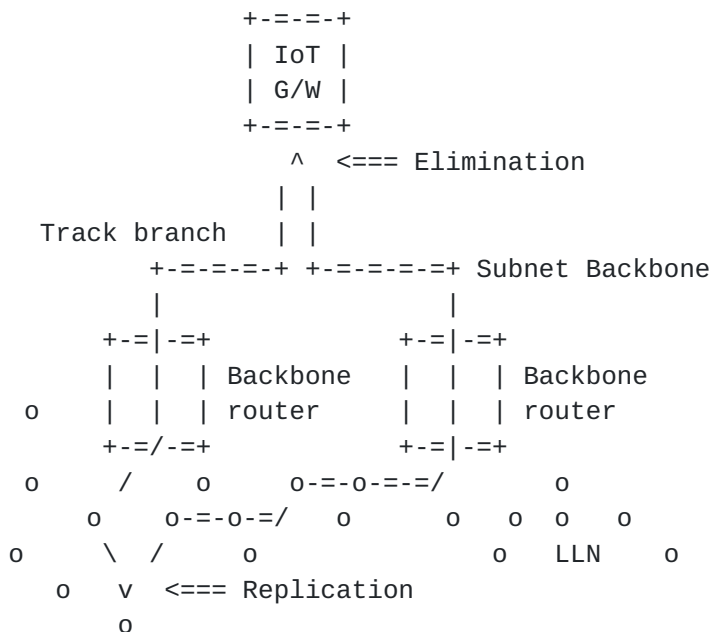 +-=-=-+
                 | IoT |
                 | G/W |
                 +-=-=-+
                    ^  <=== Elimination
                   | |
    Track branch   | |
           +-=-=-=-+ +-=-=-=-=+ Subnet Backbone
           |                  |
        +-=|-=+            +-=|-=+
        |  |  | Backbone   |  |  | Backbone
   o    |  |  | router     |  |  | router
        +-=/-=+            +-=|-=+
   o     /    o     o-=-o-=-=/       o
       o    o-=-o-=/   o      o   o  o   o
  o     \  /     o               o   LLN    o
     o   v  <=== Replication
         o